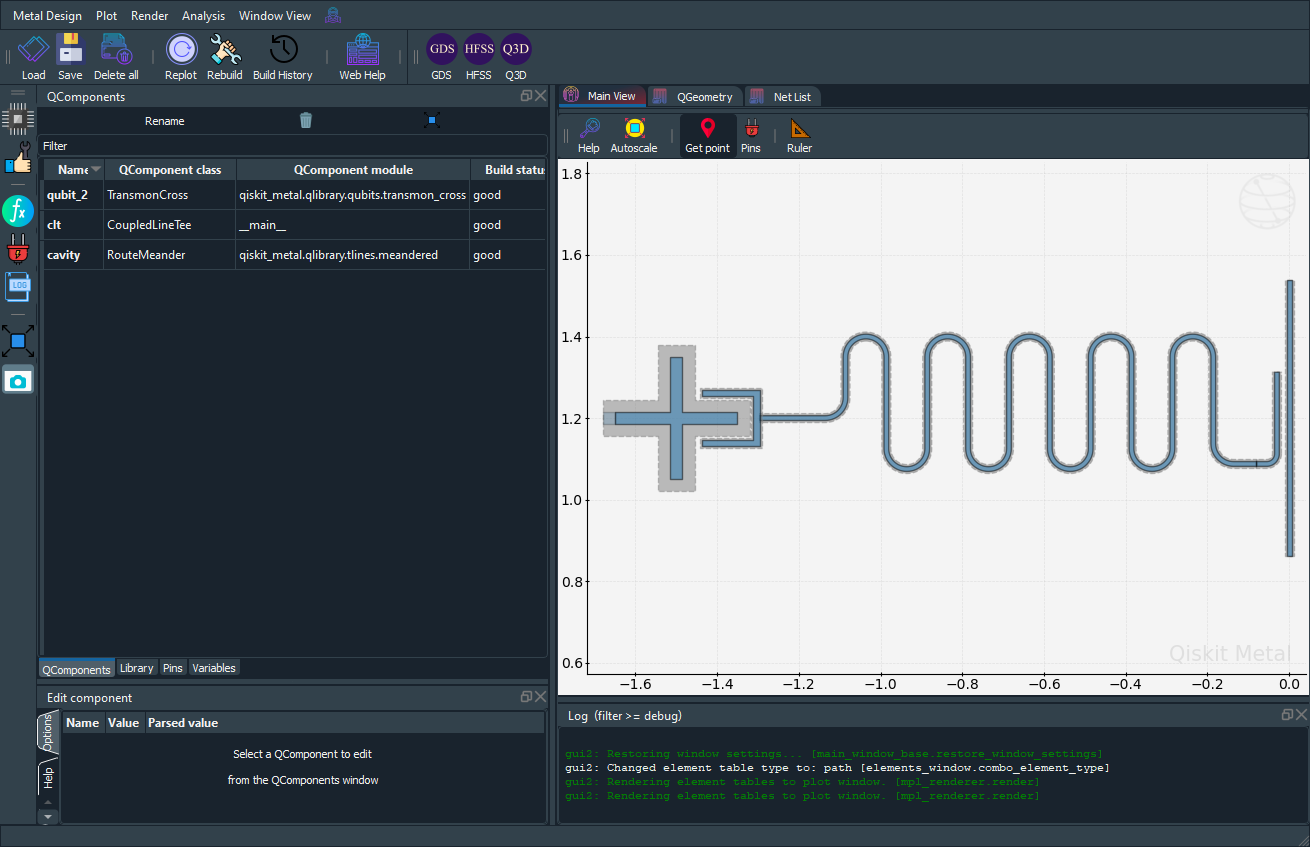 Metal Design Plot Render Analysis Window View
Load Save Delete all Replot Rebuild Build History Web Help GDS HFSS Q3D
GDS HFSS Q3D
QComponents
Rename
Filter
Name QComponent class QComponent module Build status
qubit_2 TransmonCross qiskit_metal.qlibrary.qubits.transmon_cross good
clt CoupledLineTee __main__ good
cavity RouteMeander qiskit_metal.qlibrary.tlines.meandered good
fx
LOG
QComponents Library Pins Variables
Edit component
Options
Help
Name Value Parsed value
Select a QComponent to edit
from the QComponents window
Main View QGeometry Net List
Help Autoscale Get point Pins Ruler
1.8
1.6
1.4
1.2
1.0
0.8
0.6
Qiskit Metal
−1.6 −1.4 −1.2 −1.0 −0.8 −0.6 −0.4 −0.2 0.0
Log (filter >= debug)
gui2: Restoring window settings... [main_window_base.restore_window_settings]
gui2: Changed element table type to: path [elements_window.combo_element_type]
gui2: Rendering element tables to plot window. [mpl_renderer.render]
gui2: Rendering element tables to plot window. [mpl_renderer.render]